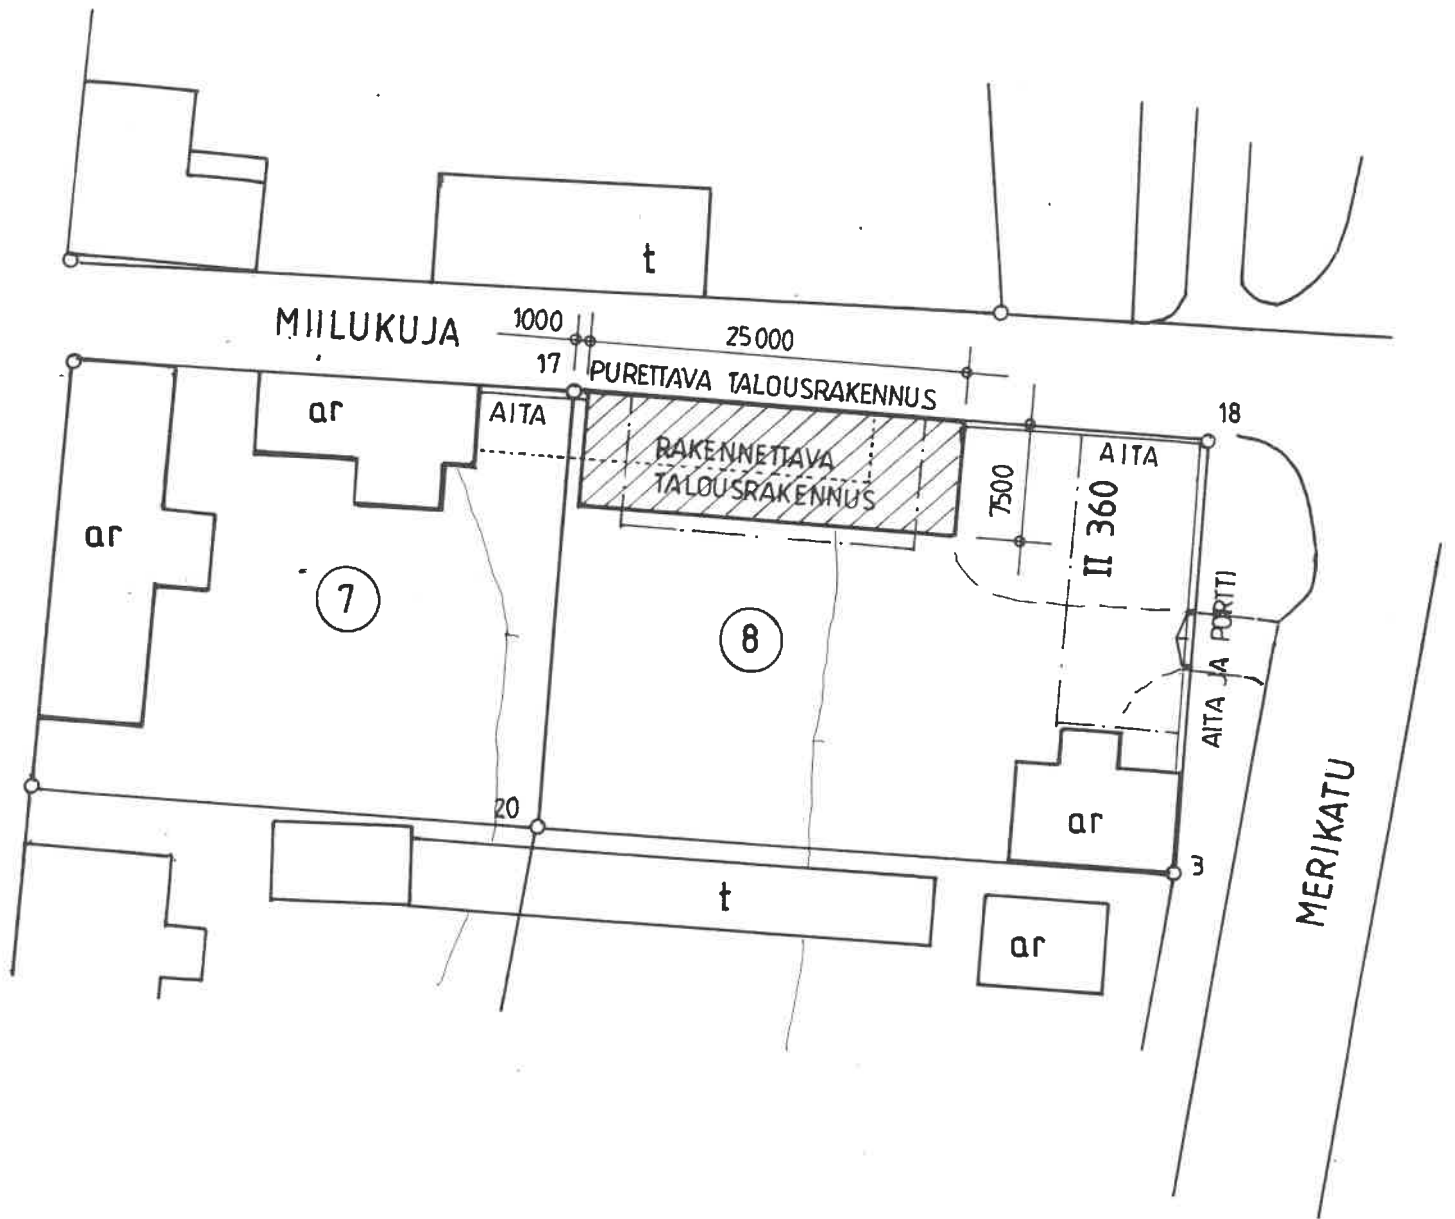 t
MIILUKUJA
1000
25000
17
PURETTAVA TALOUSRAKENNUS
18
ar
AITA
RAKENNETTAVA
TALOUSRAKENNUS
7500
AITA
II 360
ar
7
8
AITA JA PORTTI
MERIKATU
20
ar
3
t
ar